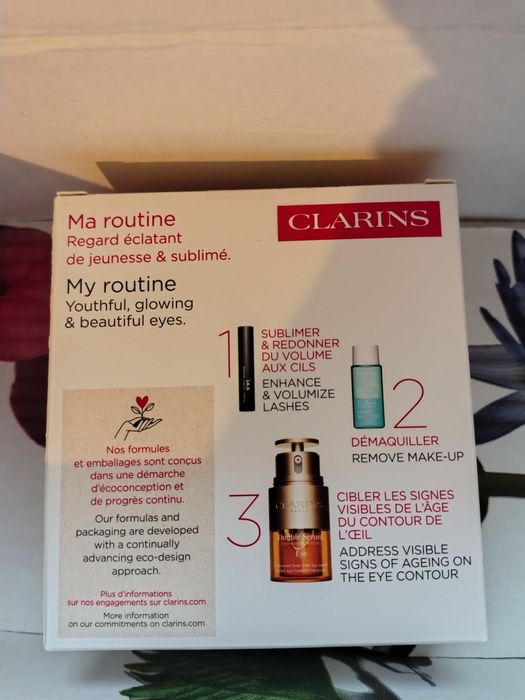 Ma routine
Regard éclatant
de jeunesse & sublimé.
My routine
Youthful, glowing
& beautiful eyes.
CLARINS
1
SUBLIMER
& REDONNER
DU VOLUME
AUX CILS
ENHANCE
& VOLUMIZE
LASHES
2
DÉMAQUILLER
REMOVE MAKE-UP
3
CLARINS
PARIS
Double Serum
Eye
CIBLER LES SIGNES
VISIBLES DE L'ÂGE
DU CONTOUR DE
L'ŒIL
ADDRESS VISIBLE
SIGNS OF AGEING ON
THE EYE CONTOUR
Nos formules
et emballages sont conçus
dans une démarche
d'écoconception et
de progrès continu.
Our formulas and
packaging are developed
with a continually
advancing eco-design
approach.
Plus d'informations
sur nos engagements sur clarins.com
More information
on our commitments on clarins.com